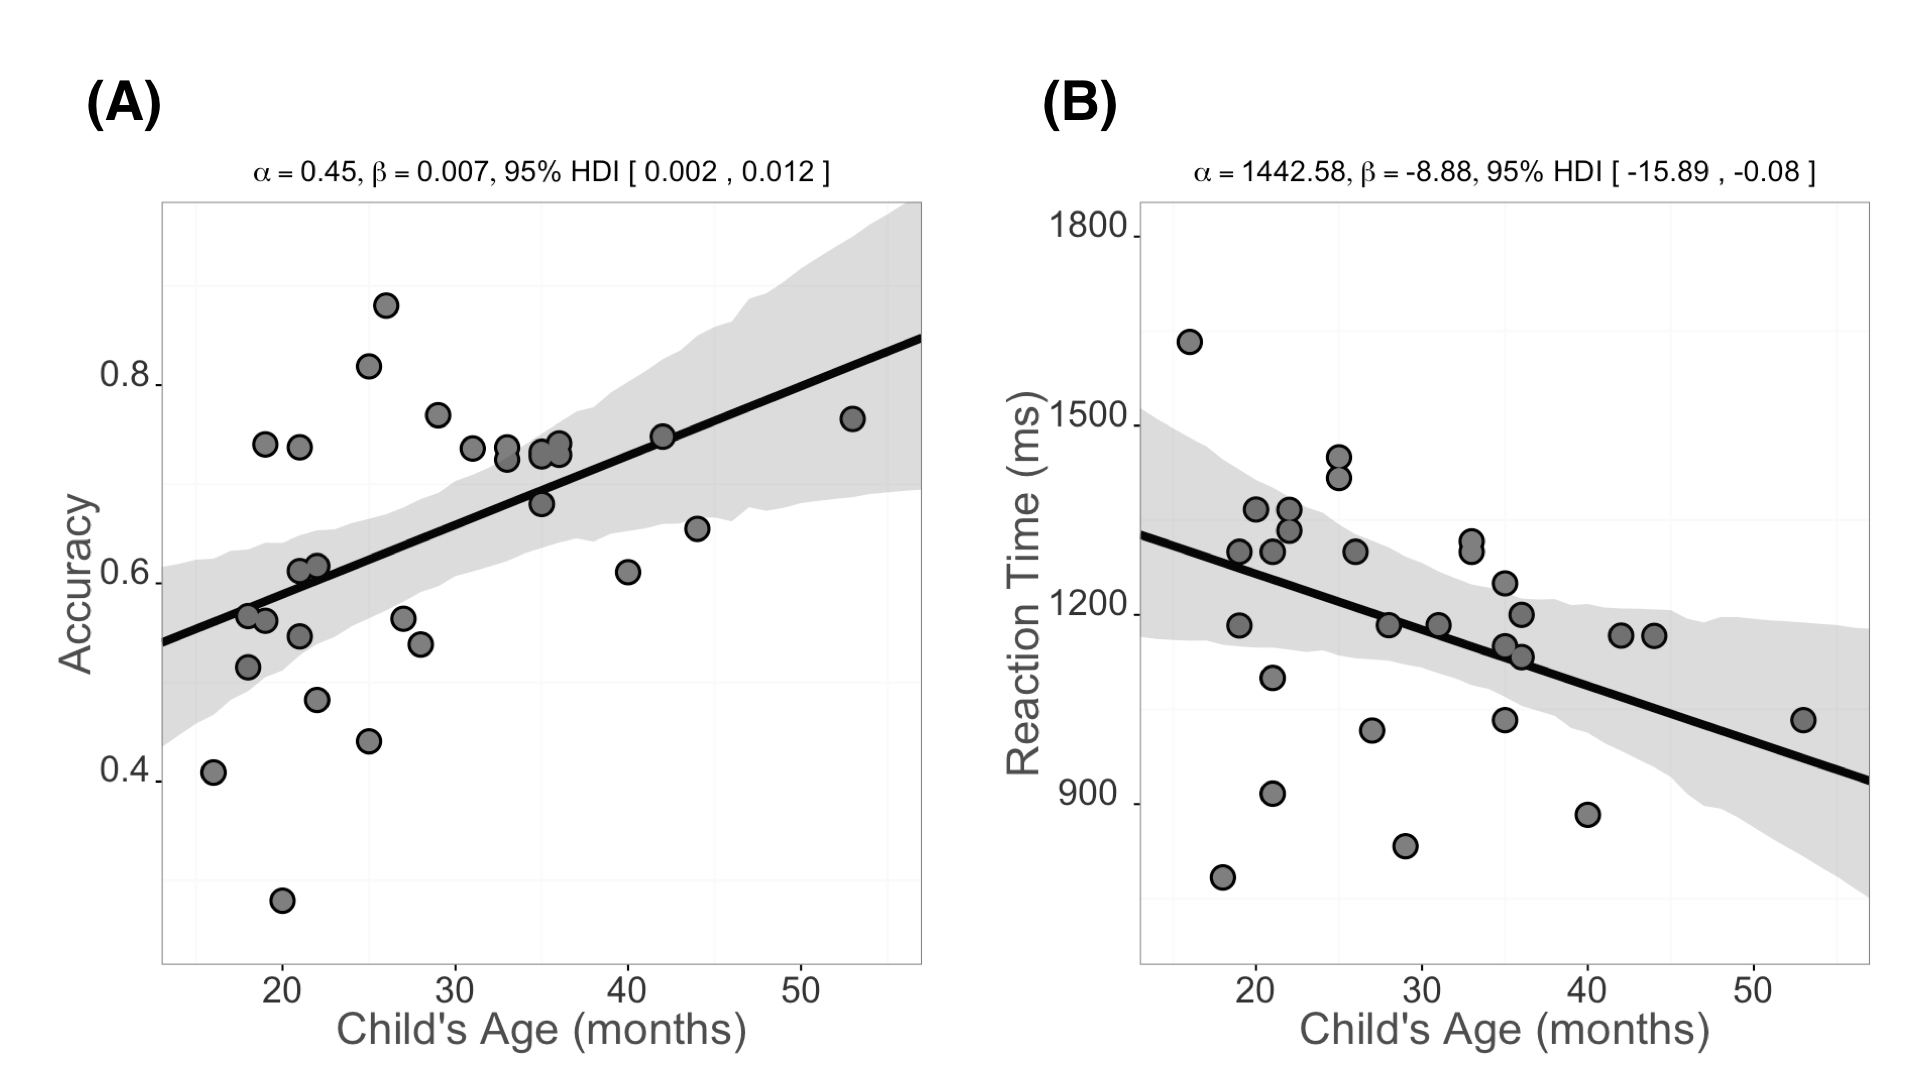 (A)
α = 0.45, β = 0.007, 95% HDI [ 0.002 , 0.012 ]
0.8
0.6
0.4
Accuracy
20 30 40 50
Child's Age (months)
(B)
α = 1442.58, β = -8.88, 95% HDI [ -15.89 , -0.08 ]
1800
1500
1200
900
Reaction Time (ms)
20 30 40 50
Child's Age (months)